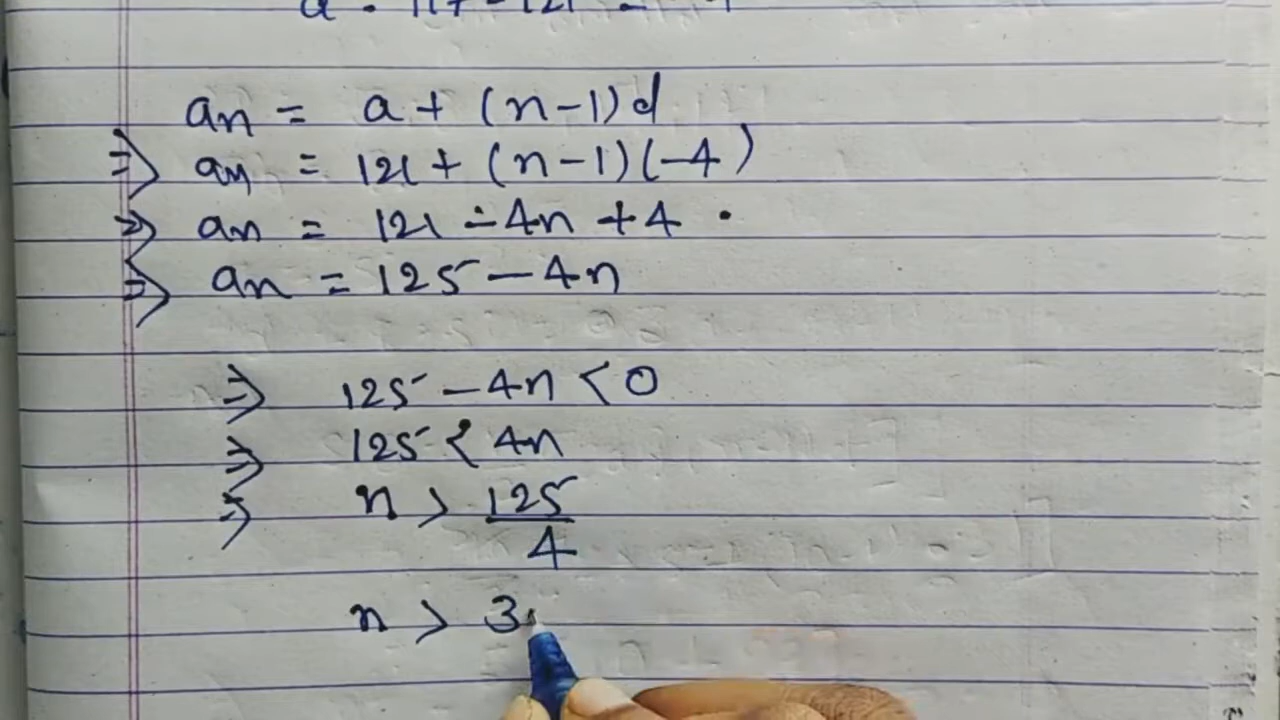 an = a + (n-1)d
⇒ an = 121 + (n-1)(-4)
⇒ an = 121 - 4n + 4
⇒ an = 125 - 4n
⇒ 125 - 4n < 0
⇒ 125 < 4n
⇒ n > 125/4
n > 3